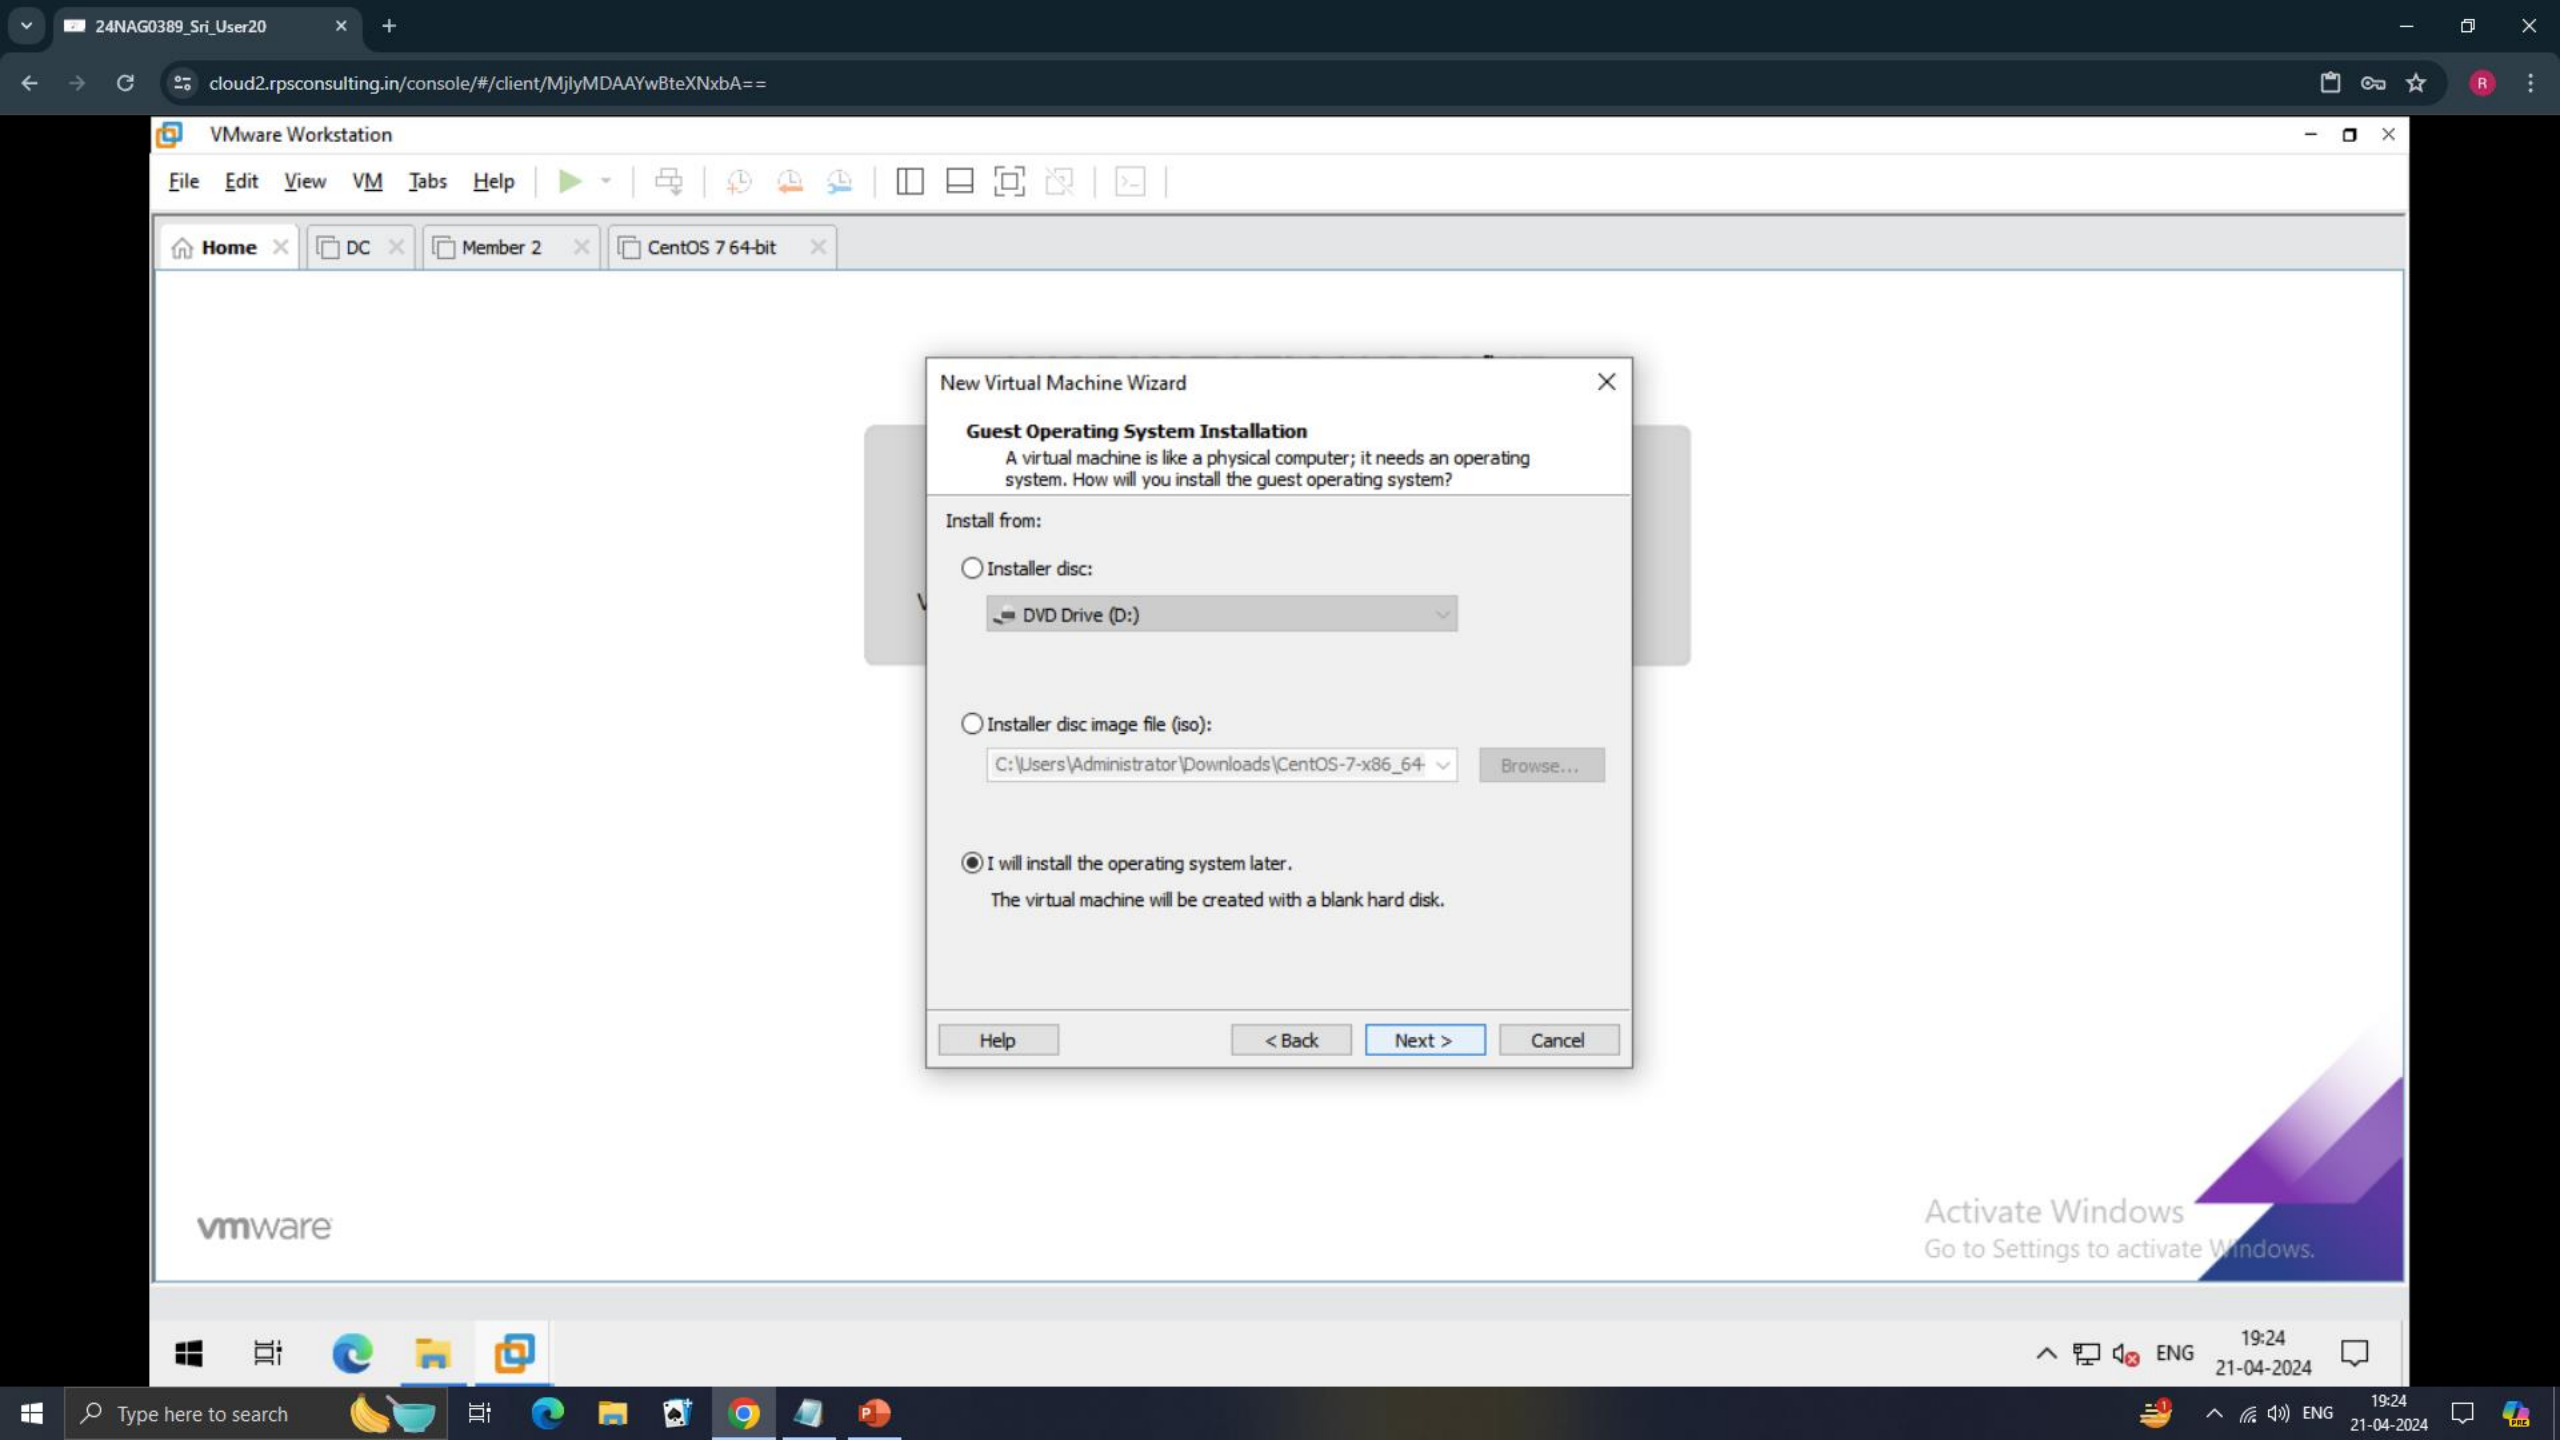 24NAG0389_Sri_User20
cloud2.rpsconsulting.in/console/#/client/MjIyMDAAYwBteXNxbA==
VMware Workstation
File Edit View VM Tabs Help
Home DC Member 2 CentOS 7 64-bit
New Virtual Machine Wizard
Guest Operating System Installation
A virtual machine is like a physical computer; it needs an operating
system. How will you install the guest operating system?
Install from:
Installer disc:
DVD Drive (D:)
Installer disc image file (iso):
C:\Users\Administrator\Downloads\CentOS-7-x86_64-
Browse...
I will install the operating system later.
The virtual machine will be created with a blank hard disk.
Help < Back Next > Cancel
vmware
Activate Windows
Go to Settings to activate Windows.
ENG
19:24
21-04-2024
Type here to search
ENG
19:24
21-04-2024